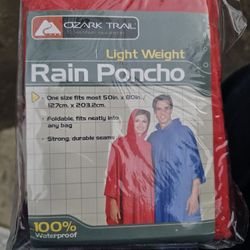 OZARK TRAIL
Light Weight
Rain Poncho
• One size fits most 50in. x 80in.
127cm. x 203.2cm.
• Foldable, fits neatly into
any bag
• Strong, durable seams
100%
Waterproof